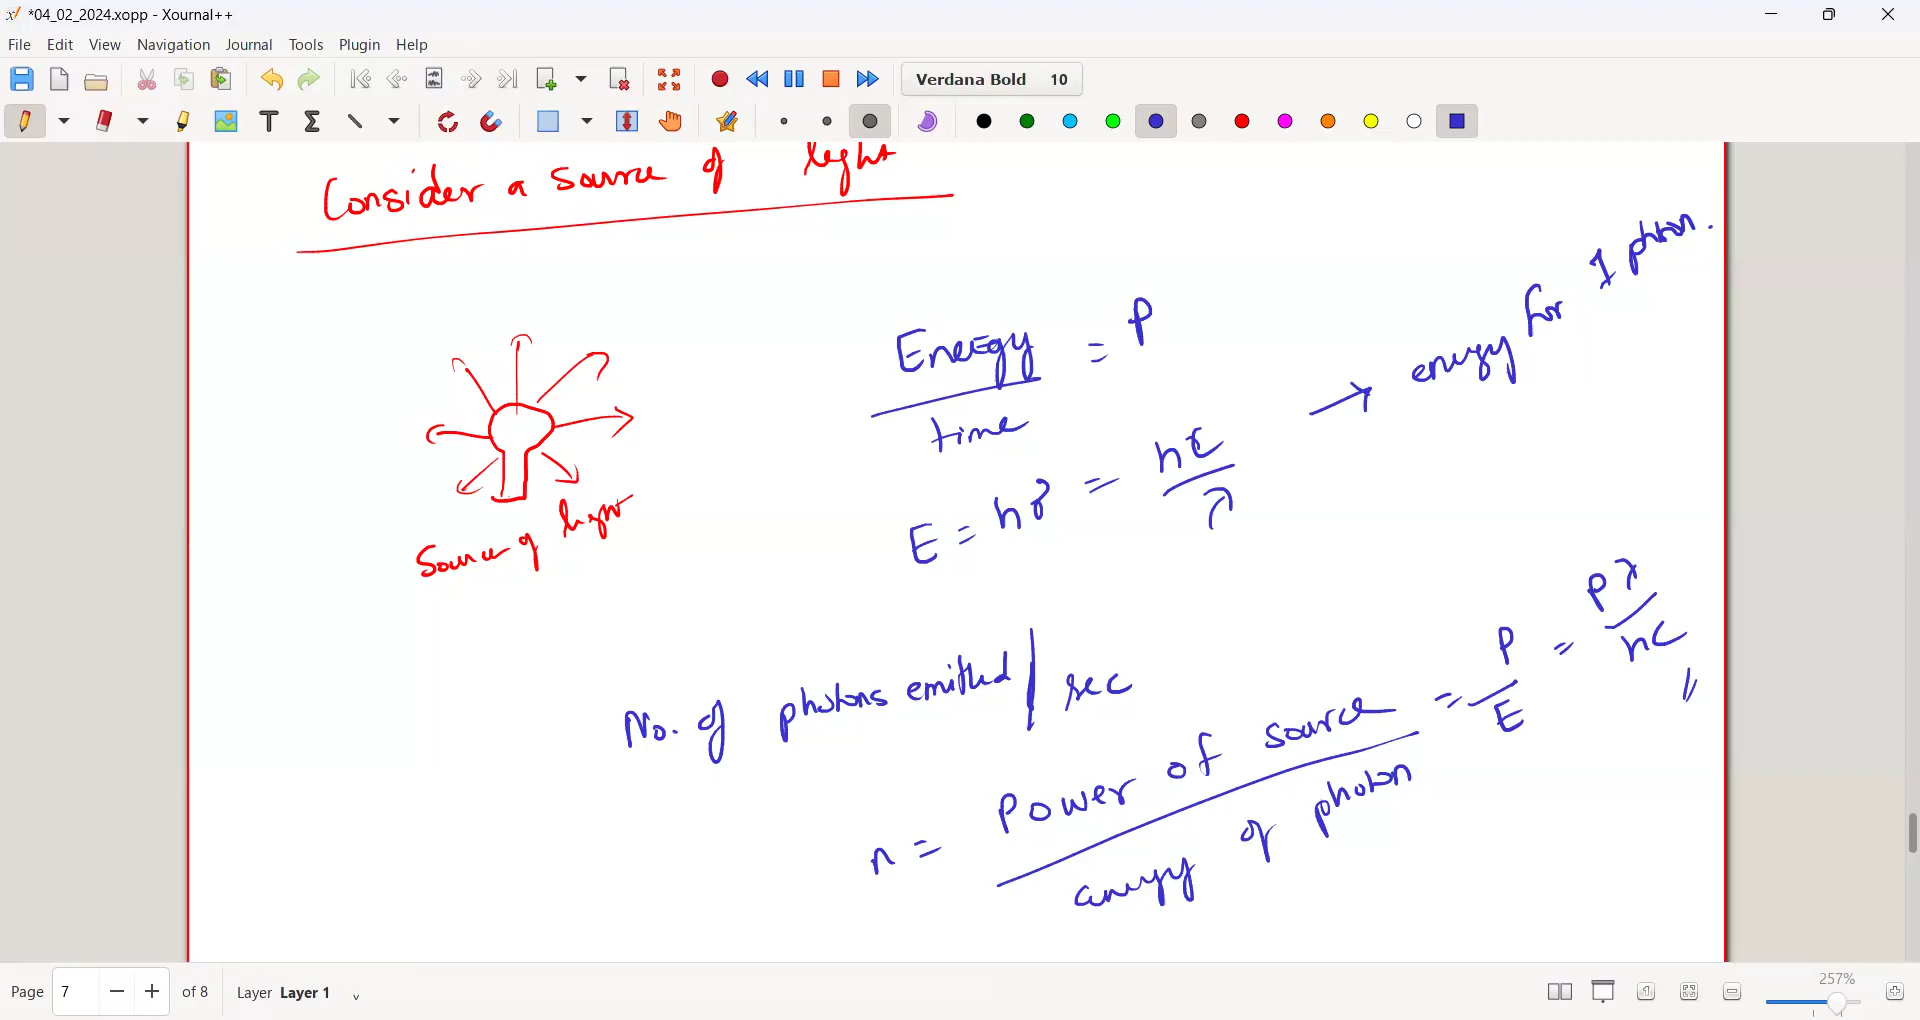 *04_02_2024.xopp - Xournal++
File Edit View Navigation Journal Tools Plugin Help
Verdana Bold 10
Consider a source of light
Energy / time = P
E = hν = hc / λ → energy for 1 photon.
Source of light
No. of photons emitted / sec
n = Power of source / energy of photon = P / E = Pλ / hc
Page 7 of 8 Layer Layer 1
257%